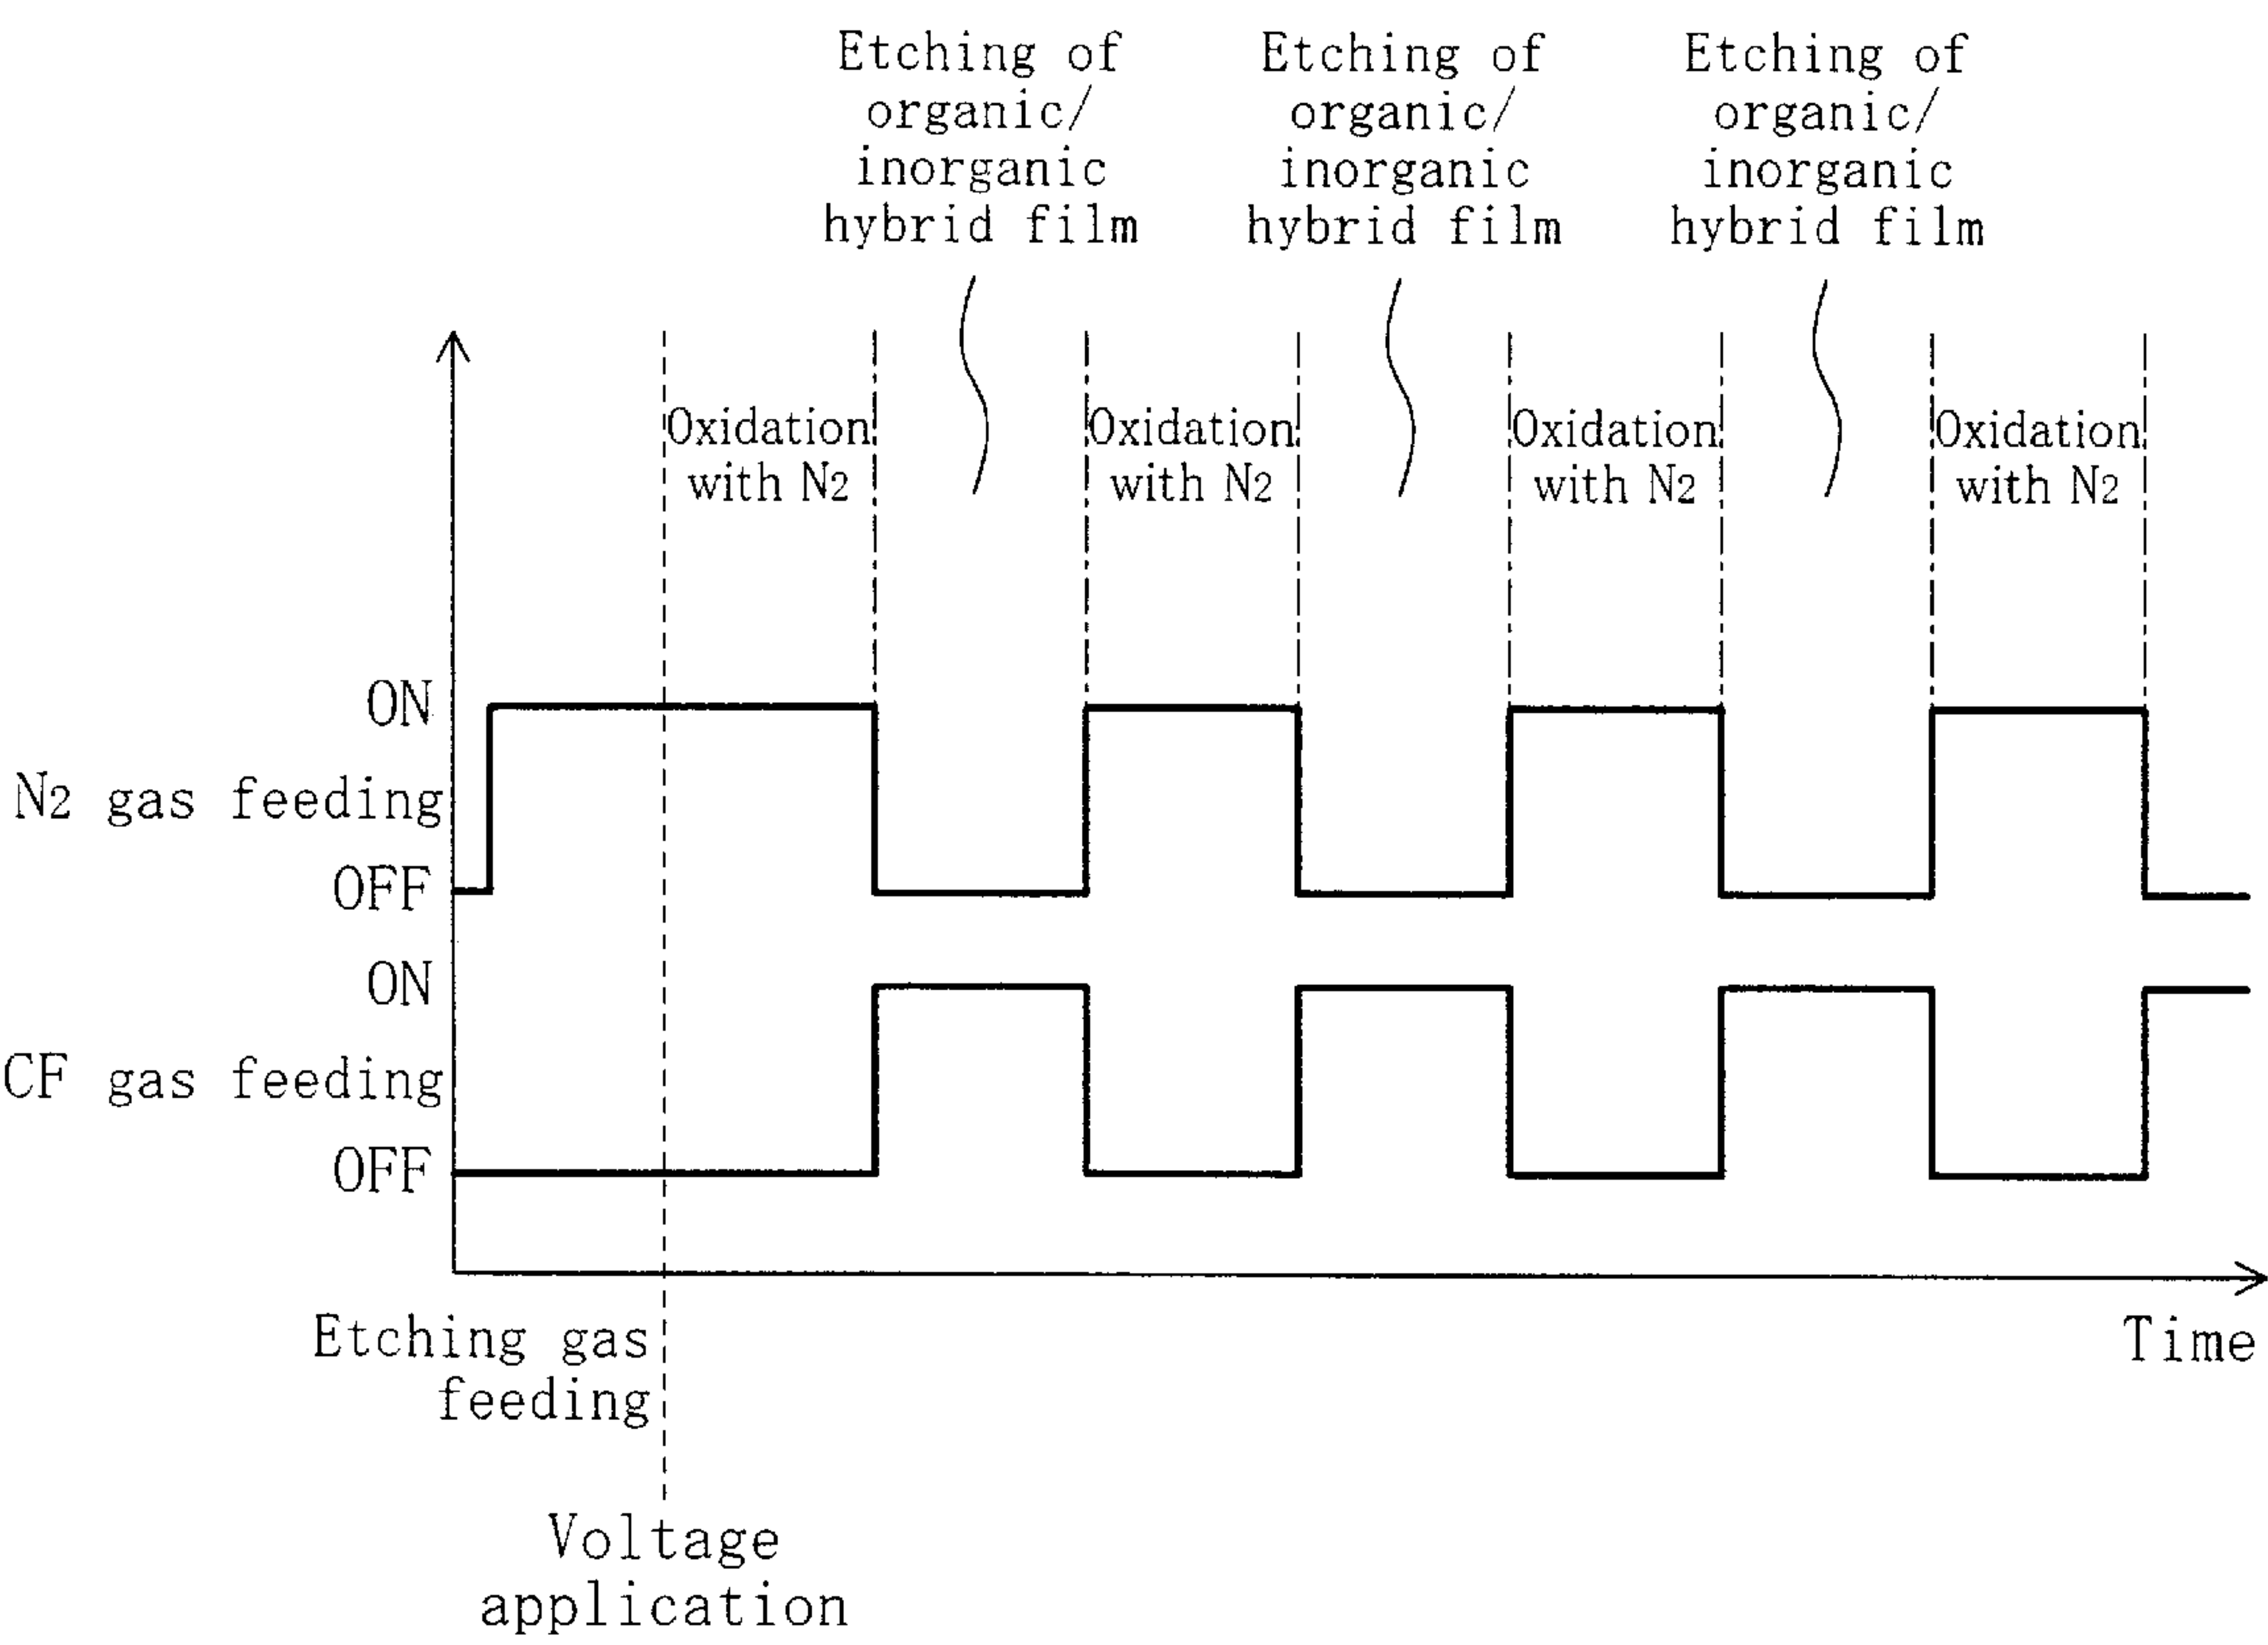 Etching of
organic/
inorganic
hybrid film
Etching of
organic/
inorganic
hybrid film
Etching of
organic/
inorganic
hybrid film
Oxidation
with N2
Oxidation
with N2
Oxidation
with N2
Oxidation
with N2
ON
N2 gas feeding
OFF
ON
CF gas feeding
OFF
Time
Etching gas
feeding
Voltage
application